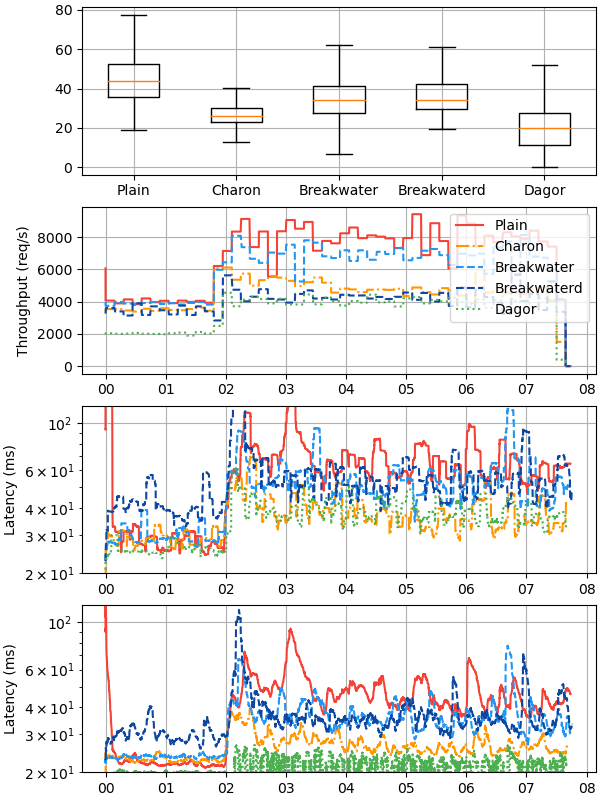 80
60
40
20
0
Plain Charon Breakwater Breakwaterd Dagor
Throughput (req/s)
8000
6000
4000
2000
0
Plain
Charon
Breakwater
Breakwaterd
Dagor
00 01 02 03 04 05 06 07 08
Latency (ms)
10²
6 × 10¹
4 × 10¹
3 × 10¹
2 × 10¹
00 01 02 03 04 05 06 07 08
Latency (ms)
10²
6 × 10¹
4 × 10¹
3 × 10¹
2 × 10¹
00 01 02 03 04 05 06 07 08